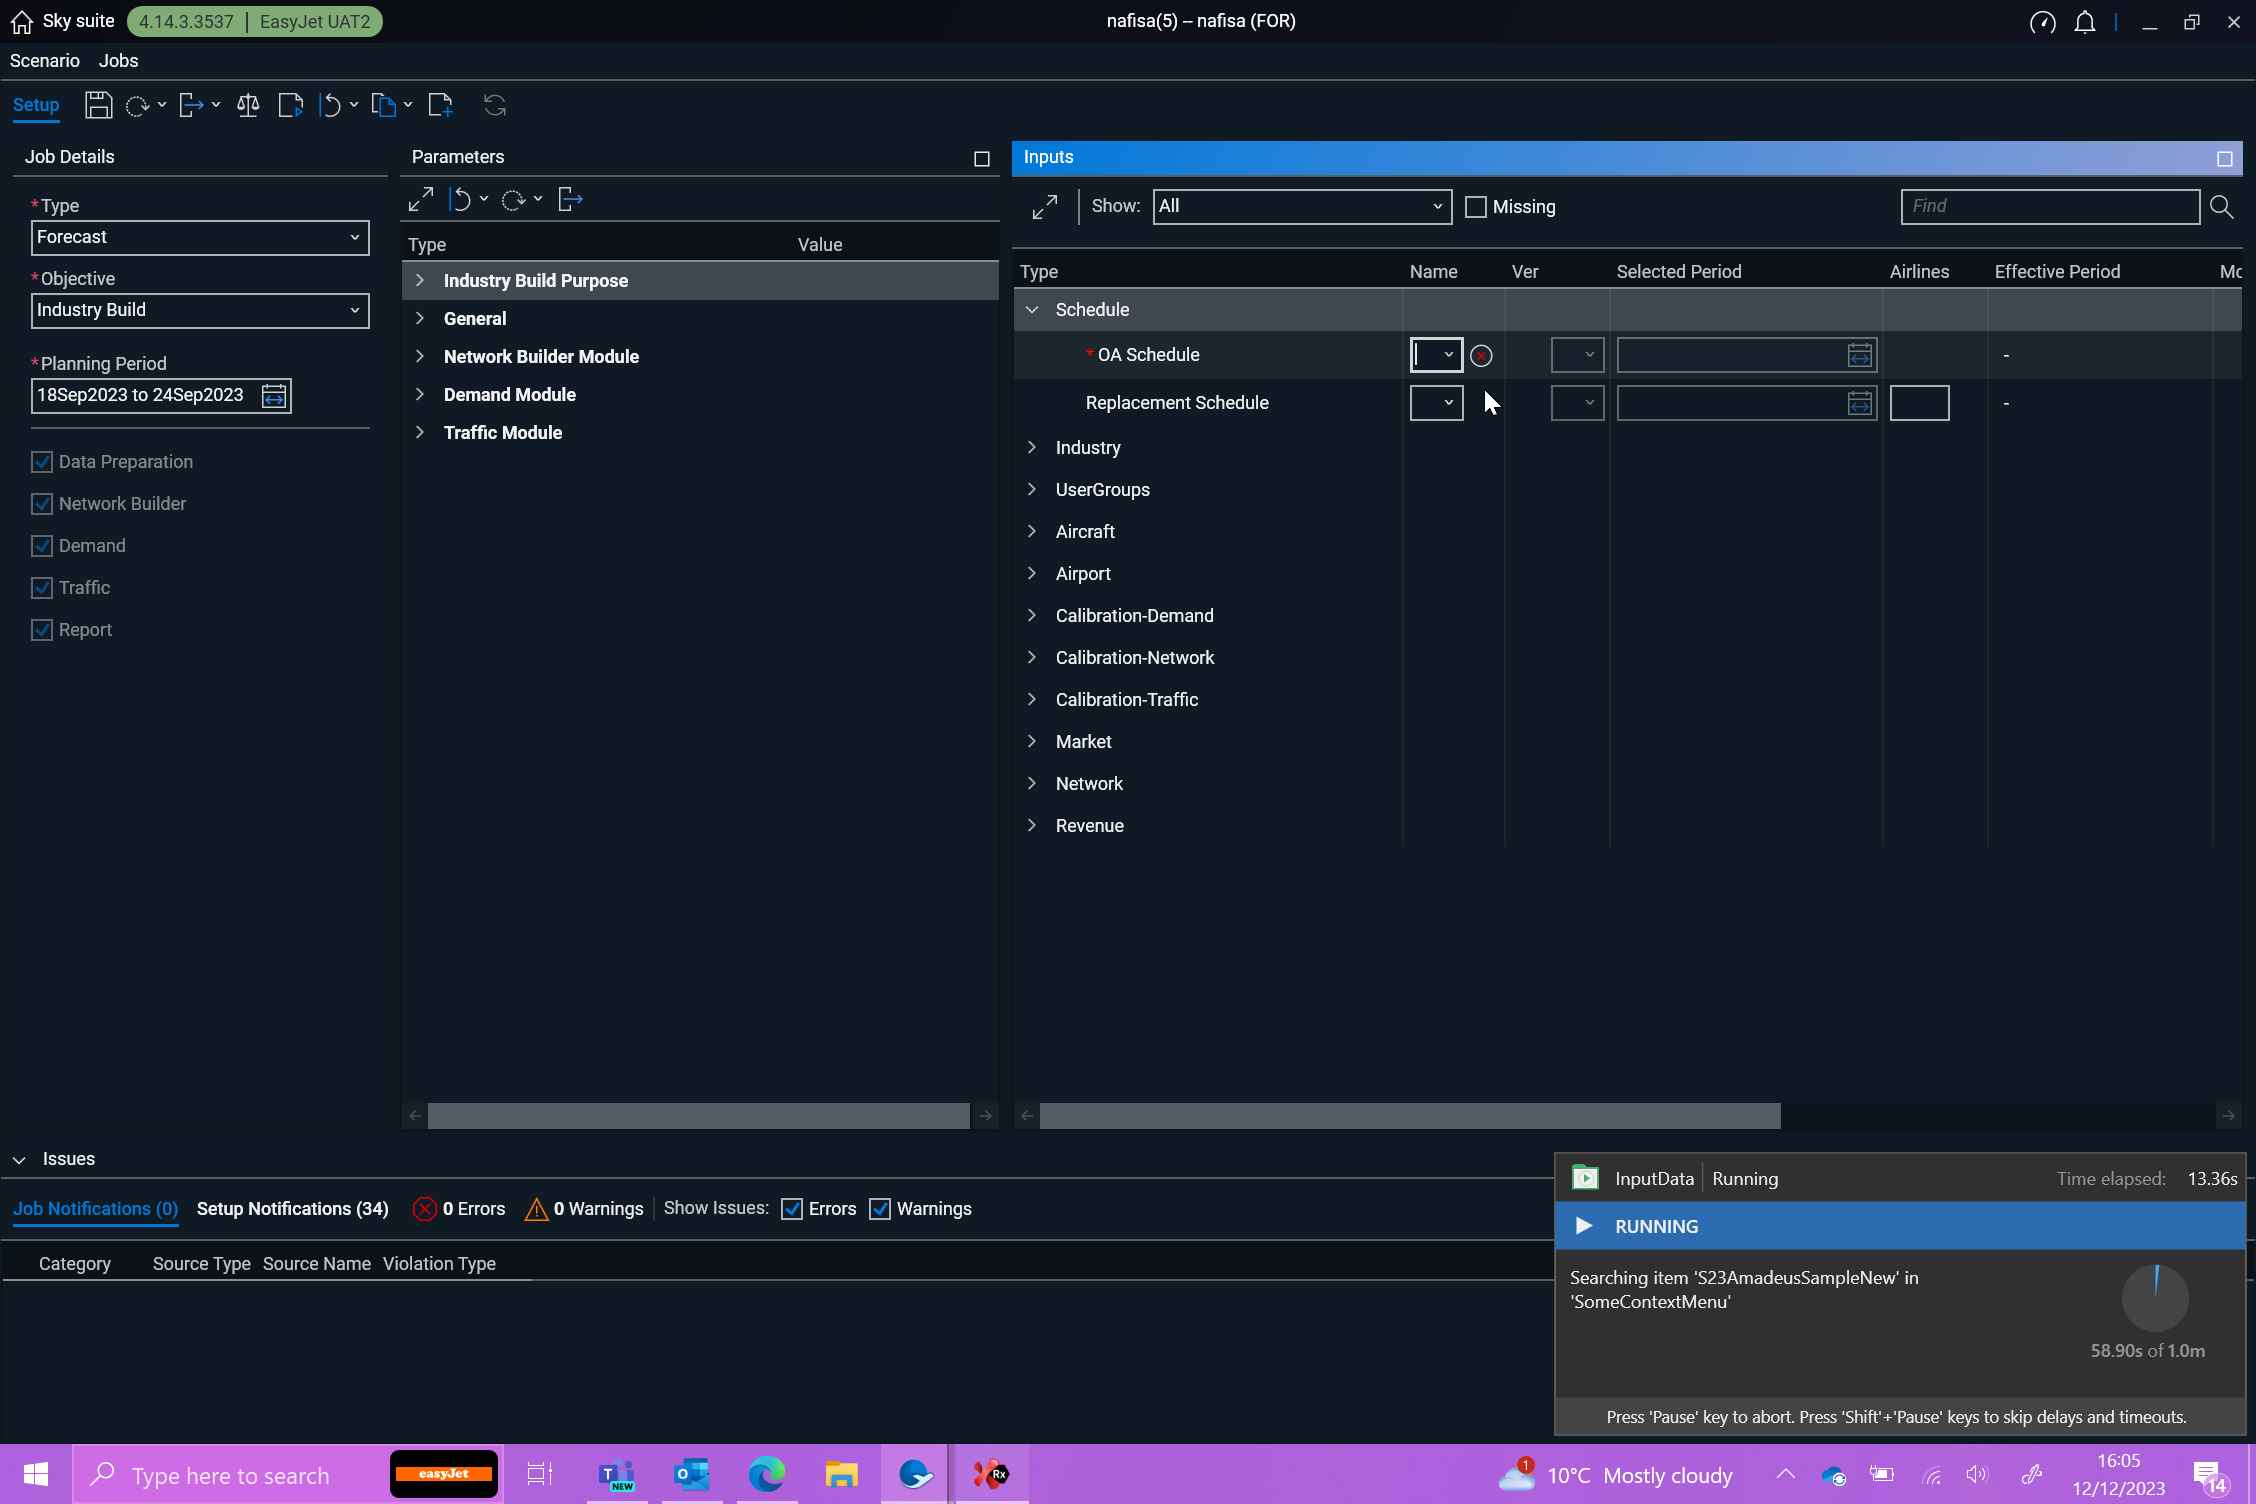 Sky suite 4.14.3.3537 | EasyJet UAT2 nafisa(5) – nafisa (FOR)
Scenario Jobs
Setup
Job Details
*Type
Forecast
*Objective
Industry Build
*Planning Period
18Sep2023 to 24Sep2023
Data Preparation
Network Builder
Demand
Traffic
Report
Parameters
Type Value
Industry Build Purpose
General
Network Builder Module
Demand Module
Traffic Module
Inputs
Show: All Missing Find
Type Name Ver Selected Period Airlines Effective Period Mc
Schedule
* OA Schedule -
Replacement Schedule -
Industry
UserGroups
Aircraft
Airport
Calibration-Demand
Calibration-Network
Calibration-Traffic
Market
Network
Revenue
Issues
Job Notifications (0) Setup Notifications (34) 0 Errors 0 Warnings Show Issues: Errors Warnings
Category Source Type Source Name Violation Type
InputData Running Time elapsed: 13.36s
RUNNING
Searching item 'S23AmadeusSampleNew' in
'SomeContextMenu'
58.90s of 1.0m
Press 'Pause' key to abort. Press 'Shift'+'Pause' keys to skip delays and timeouts.
Type here to search easyJet T NEW O Rx 1 10°C Mostly cloudy 16:05
12/12/2023 14